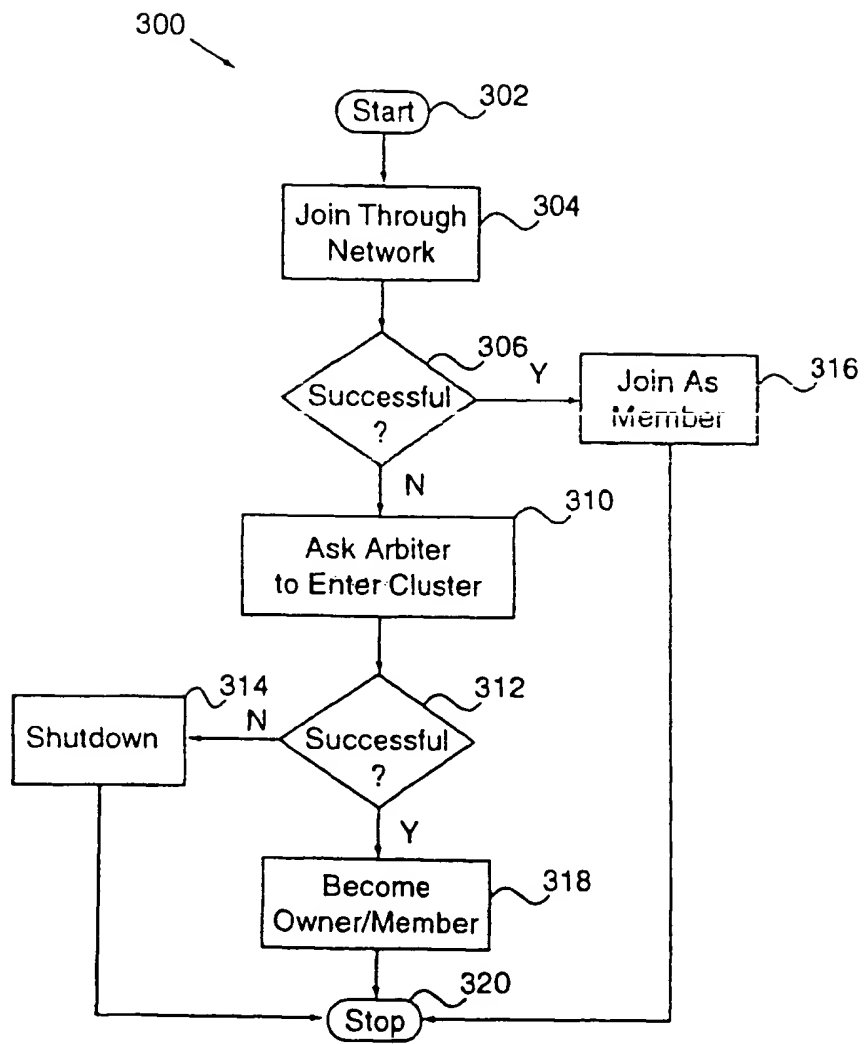 300
Start
302
Join Through
Network
304
Successful
?
306
Y
Join As
Member
316
N
Ask Arbiter
to Enter Cluster
310
Successful
?
312
N
Shutdown
314
Y
Become
Owner/Member
318
Stop
320